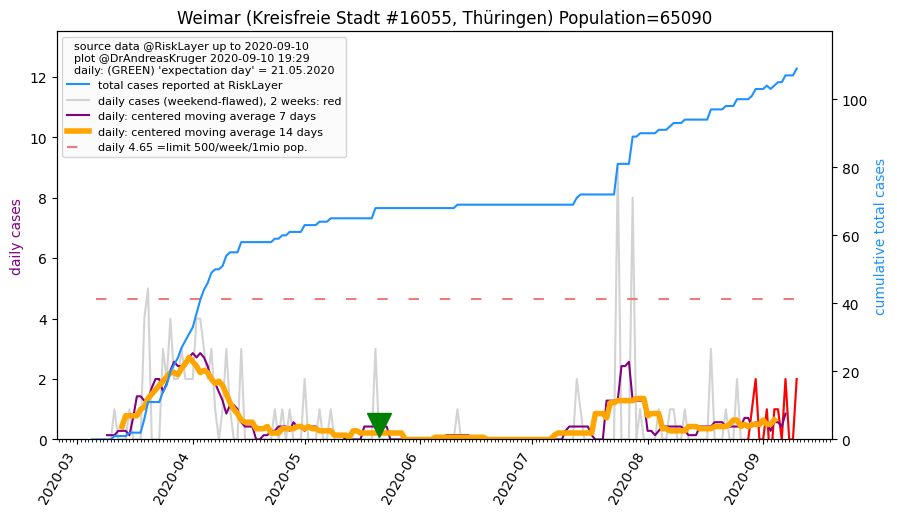 Weimar (Kreisfreie Stadt #16055, Thüringen) Population=65090
source data @RiskLayer up to 2020-09-10
plot @DrAndreasKruger 2020-09-10 19:29
daily: (GREEN) 'expectation day' = 21.05.2020
total cases reported at RiskLayer
daily cases (weekend-flawed), 2 weeks: red
daily: centered moving average 7 days
daily: centered moving average 14 days
daily 4.65 =limit 500/week/1mio pop.
daily cases
12
10
8
6
4
2
0
cumulative total cases
100
80
60
40
20
0
2020-03
2020-04
2020-05
2020-06
2020-07
2020-08
2020-09